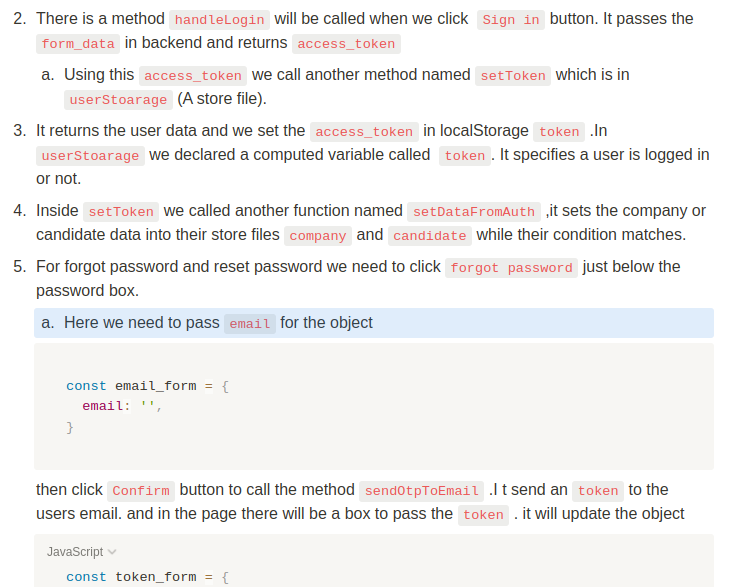 2. There is a method handleLogin will be called when we click Sign in button. It passes the
form_data in backend and returns access_token
a. Using this access_token we call another method named setToken which is in
userStoarage (A store file).
3. It returns the user data and we set the access_token in localStorage token .In
userStoarage we declared a computed variable called token. It specifies a user is logged in
or not.
4. Inside setToken we called another function named setDataFromAuth ,it sets the company or
candidate data into their store files company and candidate while their condition matches.
5. For forgot password and reset password we need to click forgot password just below the
password box.
a. Here we need to pass email for the object
const email_form = {
email: '',
}
then click Confirm button to call the method sendOtpToEmail .I t send an token to the
users email. and in the page there will be a box to pass the token . it will update the object
JavaScript
const token_form = {